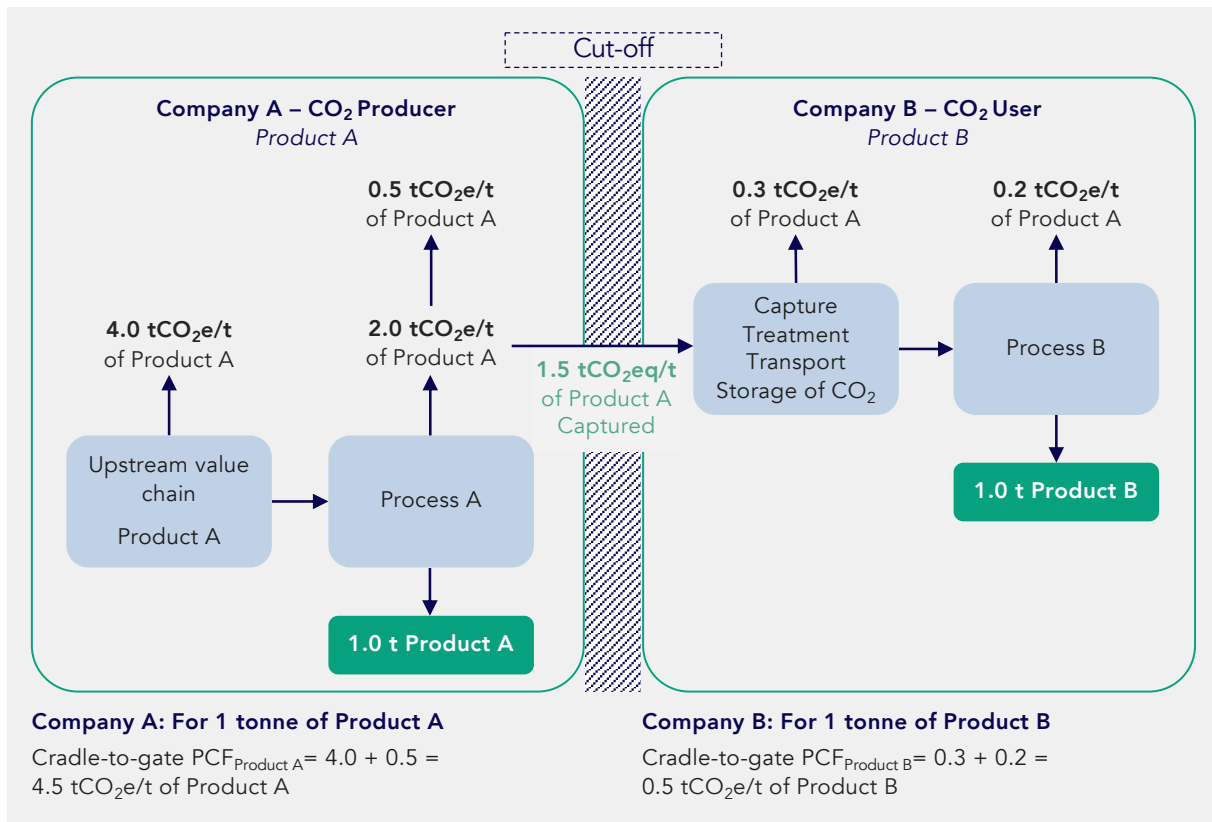 Cut-off
Company A – CO₂ Producer
Product A
0.5 tCO₂e/t
of Product A
4.0 tCO₂e/t
of Product A
2.0 tCO₂e/t
of Product A
1.5 tCO₂eq/t
of Product A
Captured
Upstream value
chain
Product A
Process A
1.0 t Product A
Company B – CO₂ User
Product B
0.3 tCO₂e/t
of Product A
0.2 tCO₂e/t
of Product A
Capture
Treatment
Transport
Storage of CO₂
Process B
1.0 t Product B
Company A: For 1 tonne of Product A
Cradle-to-gate PCFProduct A= 4.0 + 0.5 =
4.5 tCO₂e/t of Product A
Company B: For 1 tonne of Product B
Cradle-to-gate PCFProduct B= 0.3 + 0.2 =
0.5 tCO₂e/t of Product B